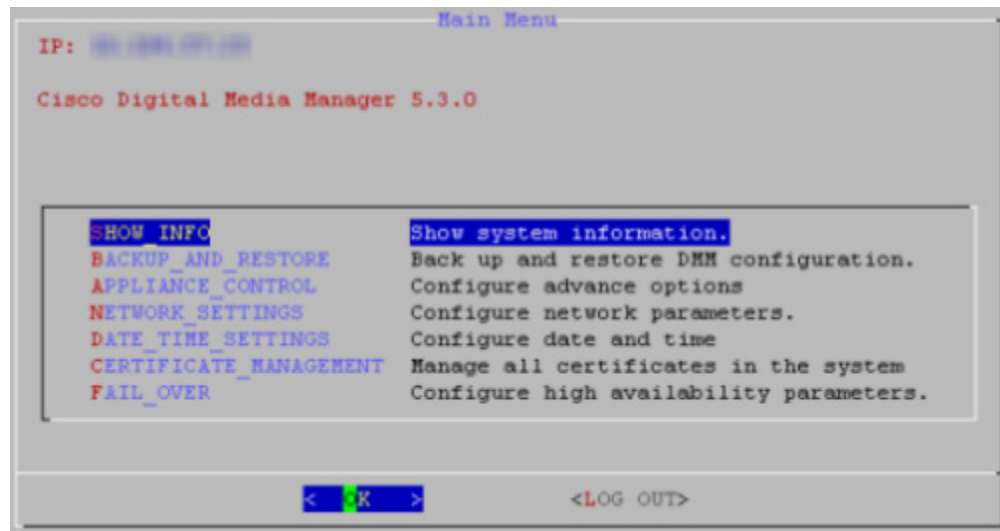 Main Menu
IP:
Cisco Digital Media Manager 5.3.0
SHOW_INFO Show system information.
BACKUP_AND_RESTORE Back up and restore DMM configuration.
APPLIANCE_CONTROL Configure advance options
NETWORK_SETTINGS Configure network parameters.
DATE_TIME_SETTINGS Configure date and time
CERTIFICATE_MANAGEMENT Manage all certificates in the system
FAIL_OVER Configure high availability parameters.
< OK > <LOG OUT>